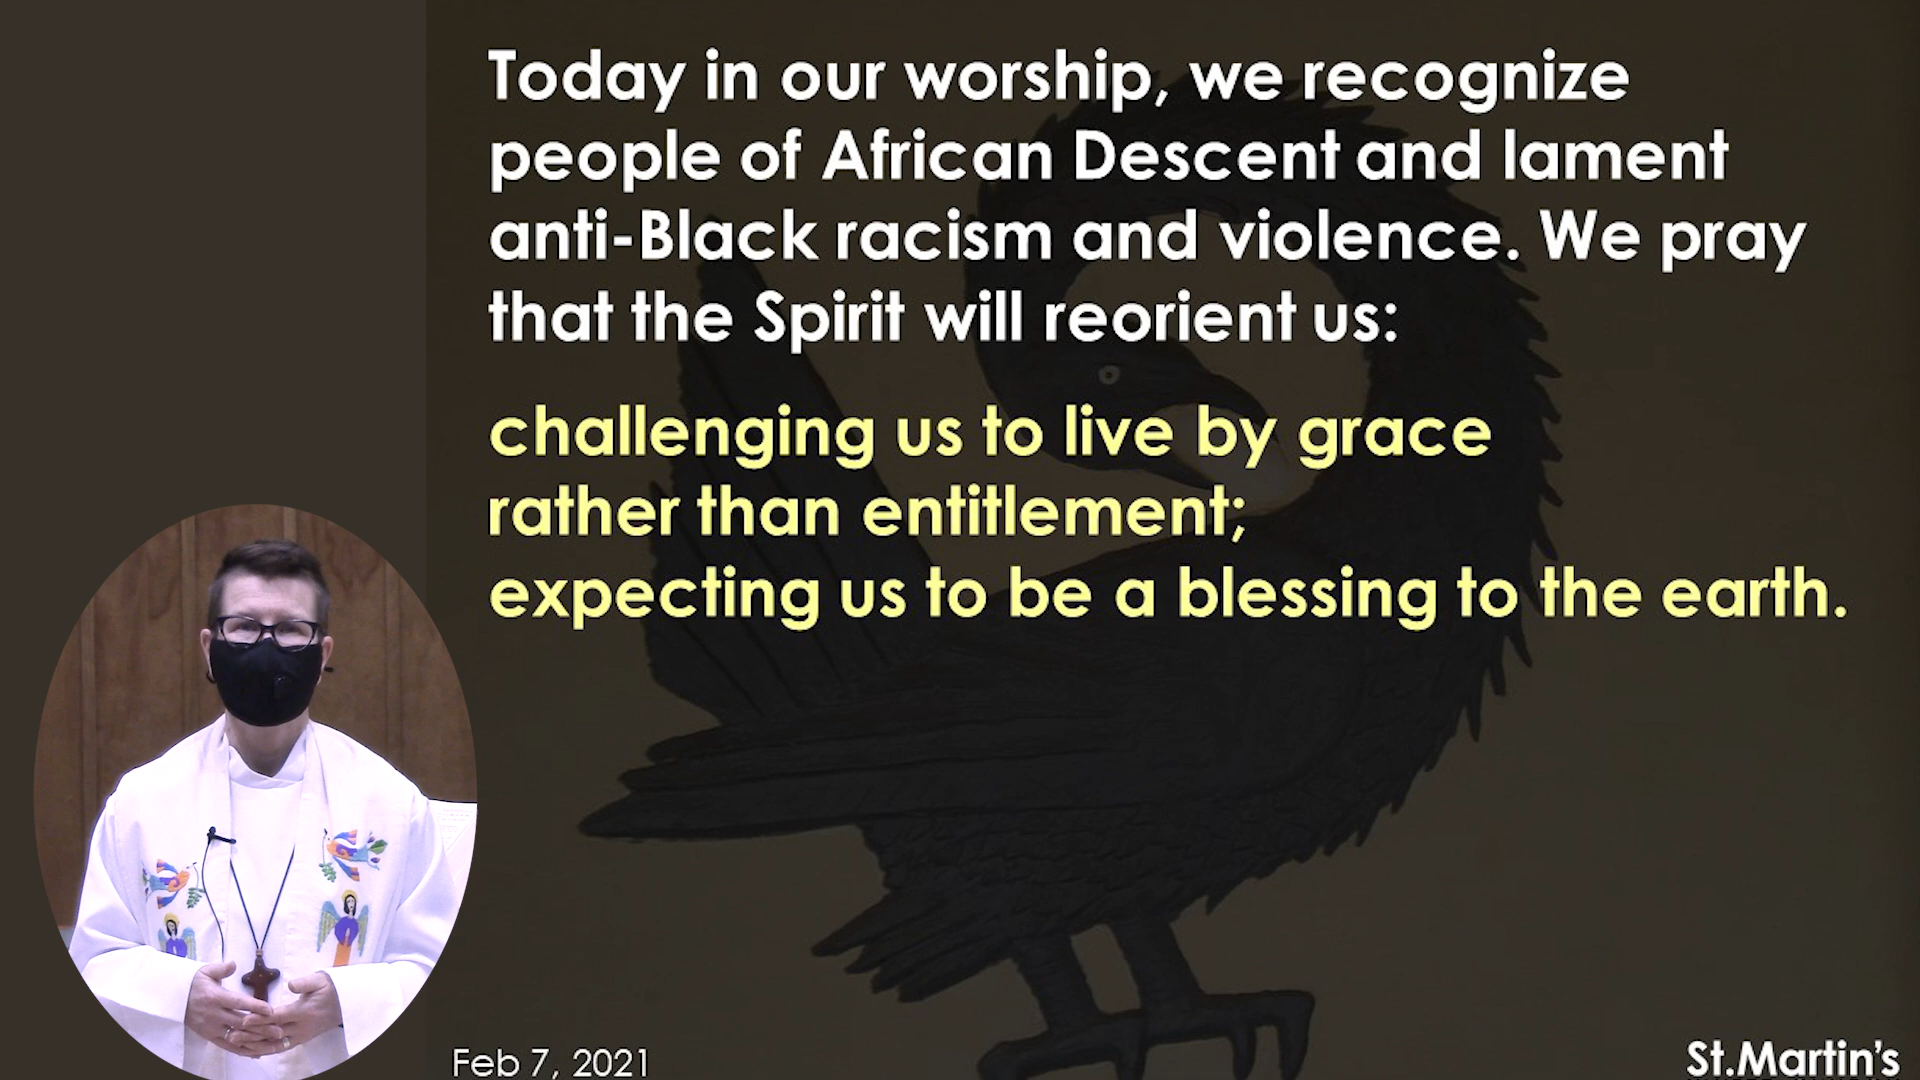 Today in our worship, we recognize
people of African Descent and lament
anti-Black racism and violence. We pray
that the Spirit will reorient us:
challenging us to live by grace
rather than entitlement;
expecting us to be a blessing to the earth.
Feb 7, 2021
St.Martin's